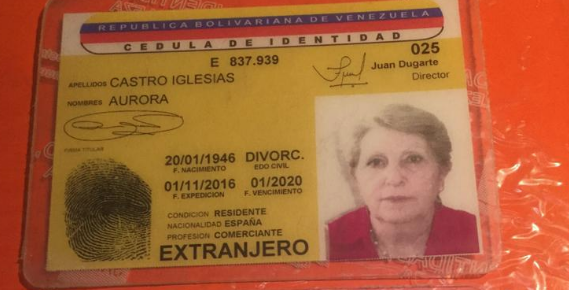 REPUBLICA BOLIVARIANA DE VENEZUELA
CEDULA DE IDENTIDAD
E 837.939
025
Juan Dugarte
Director
APELLIDOS CASTRO IGLESIAS
NOMBRES AURORA
FIRMA TITULAR
20/01/1946 DIVORC.
F. NACIMIENTO EDO CIVIL
01/11/2016 01/2020
F. EXPEDICION F. VENCIMIENTO
CONDICION RESIDENTE
NACIONALIDAD ESPAÑA
PROFESION COMERCIANTE
EXTRANJERO